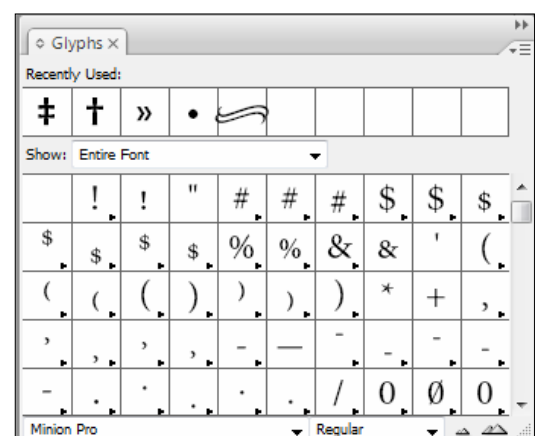 Glyphs ×
Recently Used:
‡ † » •
Show: Entire Font
! ! " # # # $ $ $
$ $ $ $ % % & & ' (
( ( ( ) ) ) ) * + ,
, , , , - — - - - -
- . . . . . / 0 Ø 0
Minion Pro Regular